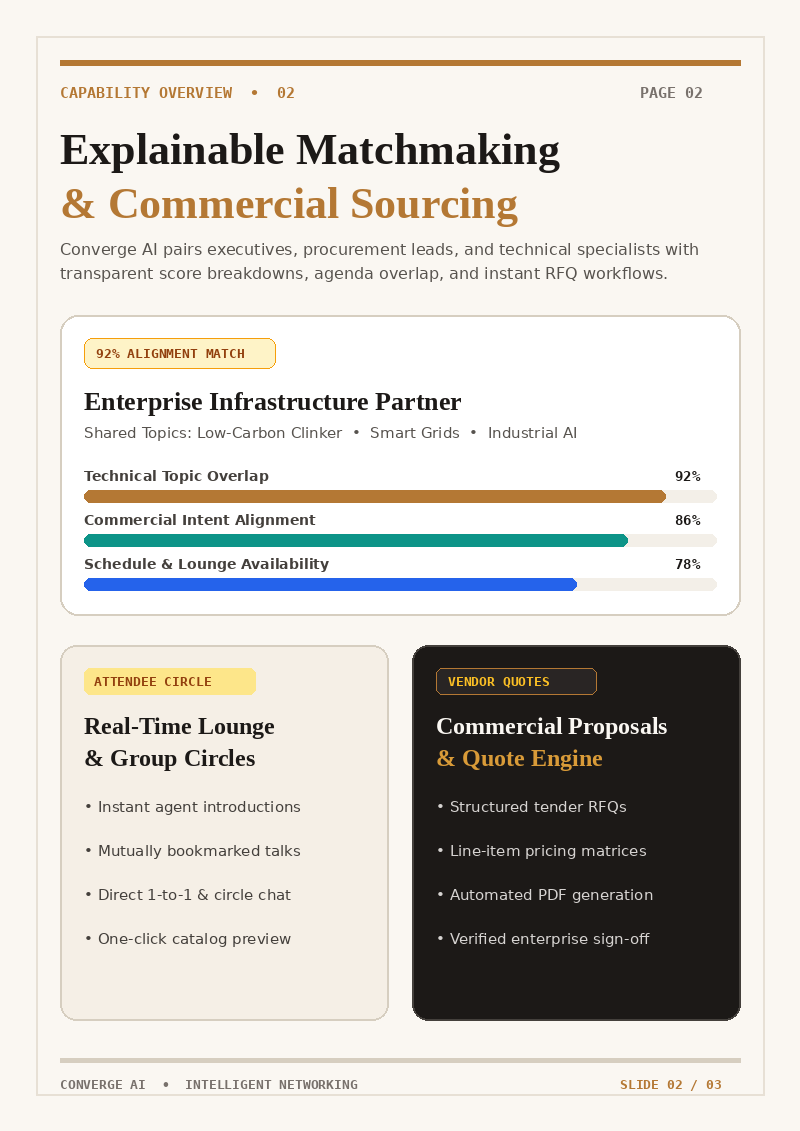 CAPABILITY OVERVIEW • 02
PAGE 02
Explainable Matchmaking
& Commercial Sourcing
Converge AI pairs executives, procurement leads, and technical specialists with
transparent score breakdowns, agenda overlap, and instant RFQ workflows.
92% ALIGNMENT MATCH
Enterprise Infrastructure Partner
Shared Topics: Low-Carbon Clinker • Smart Grids • Industrial AI
Technical Topic Overlap 92%
Commercial Intent Alignment 86%
Schedule & Lounge Availability 78%
ATTENDEE CIRCLE
Real-Time Lounge
& Group Circles
• Instant agent introductions
• Mutually bookmarked talks
• Direct 1-to-1 & circle chat
• One-click catalog preview
VENDOR QUOTES
Commercial Proposals
& Quote Engine
• Structured tender RFQs
• Line-item pricing matrices
• Automated PDF generation
• Verified enterprise sign-off
CONVERGE AI • INTELLIGENT NETWORKING
SLIDE 02 / 03